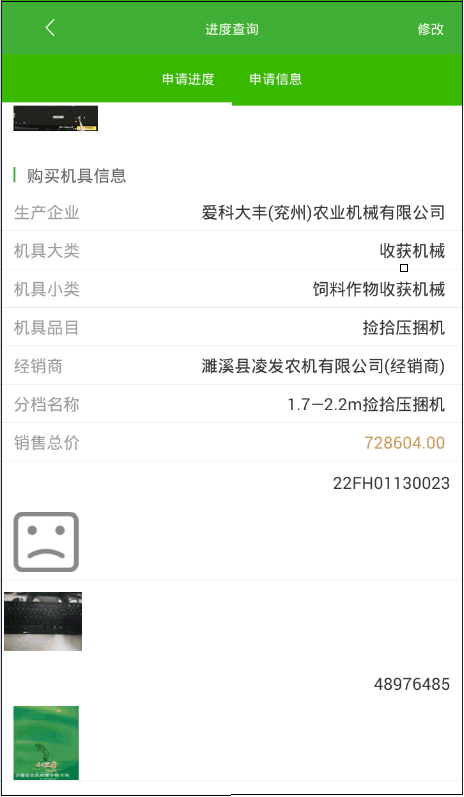 进度查询 修改
申请进度 申请信息
购买机具信息
生产企业 爱科大丰(兖州)农业机械有限公司
机具大类 收获机械
机具小类 饲料作物收获机械
机具品目 捡拾压捆机
经销商 濉溪县凌发农机有限公司(经销商)
分档名称 1.7—2.2m捡拾压捆机
销售总价 728604.00
22FH01130023
48976485